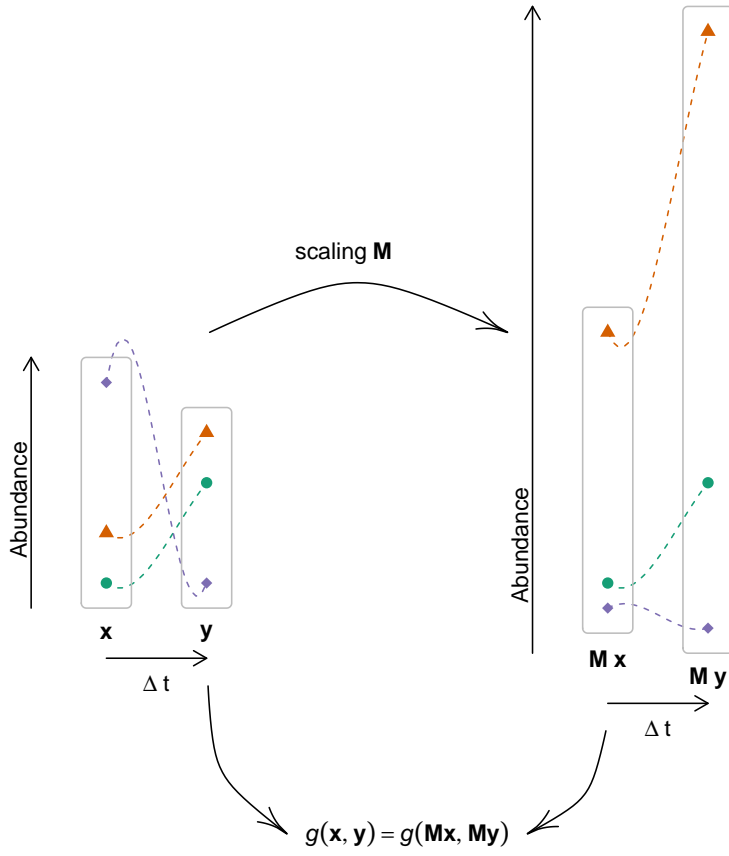 scaling M
Abundance
x
y
Δ t
Abundance
M x
M y
Δ t
g(x, y) = g(Mx, My)